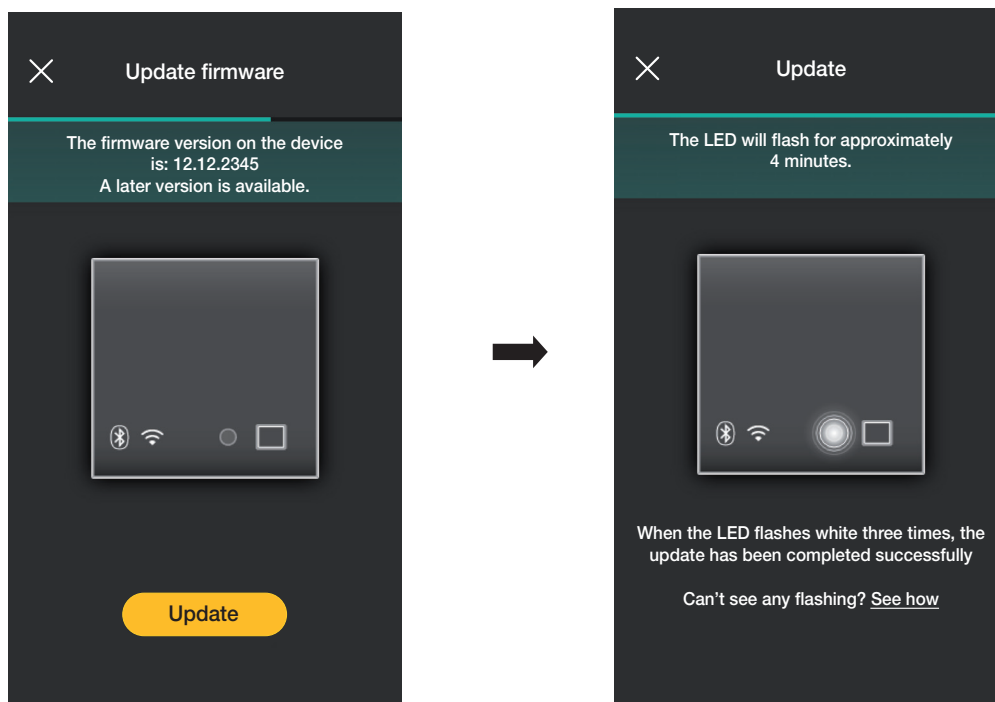 Update firmware
The firmware version on the device
is: 12.12.2345
A later version is available.
Update
Update
The LED will flash for approximately
4 minutes.
When the LED flashes white three times, the
update has been completed successfully
Can't see any flashing? See how